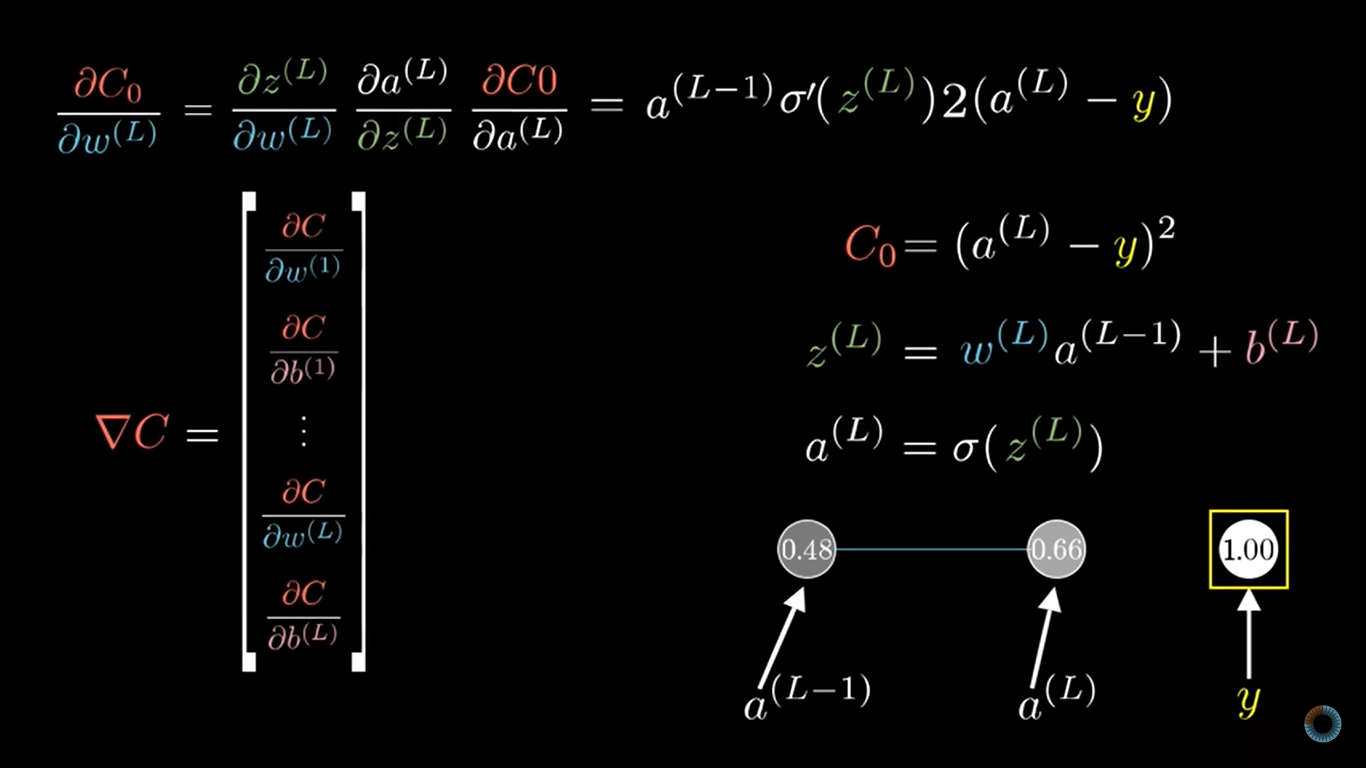 ∂C₀/∂w⁽ᴸ⁾ = ∂z⁽ᴸ⁾/∂w⁽ᴸ⁾ ∂a⁽ᴸ⁾/∂z⁽ᴸ⁾ ∂C0/∂a⁽ᴸ⁾ = a⁽ᴸ⁻¹⁾σ′(z⁽ᴸ⁾)2(a⁽ᴸ⁾ − y)
∇C = [ ∂C/∂w⁽¹⁾
∂C/∂b⁽¹⁾
⋮
∂C/∂w⁽ᴸ⁾
∂C/∂b⁽ᴸ⁾ ]
C₀ = (a⁽ᴸ⁾ − y)²
z⁽ᴸ⁾ = w⁽ᴸ⁾a⁽ᴸ⁻¹⁾ + b⁽ᴸ⁾
a⁽ᴸ⁾ = σ(z⁽ᴸ⁾)
0.48 0.66 1.00
a⁽ᴸ⁻¹⁾ a⁽ᴸ⁾ y